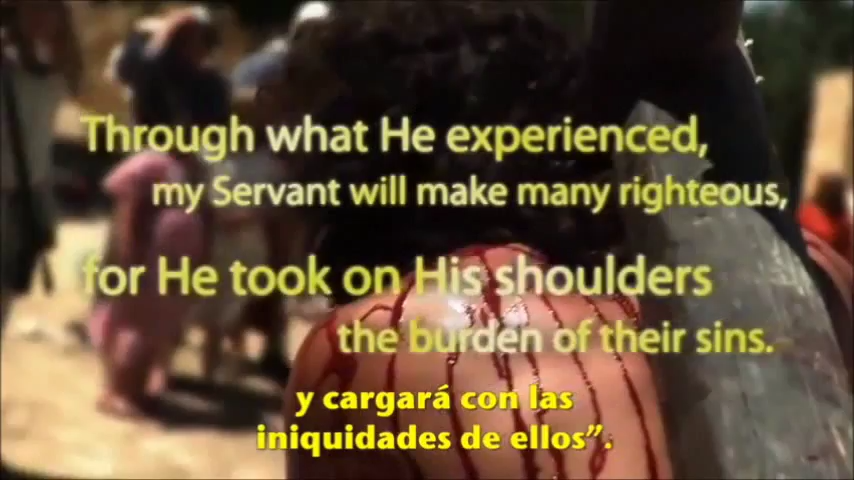 Through what He experienced,
my Servant will make many righteous,
for He took on His shoulders
the burden of their sins.
y cargará con las
iniquidades de ellos”.